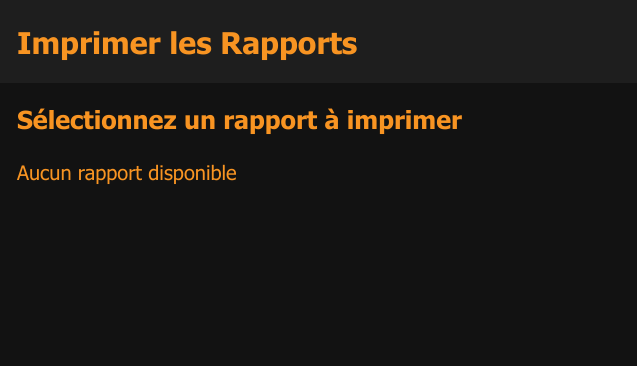 Imprimer les Rapports
Sélectionnez un rapport à imprimer
Aucun rapport disponible